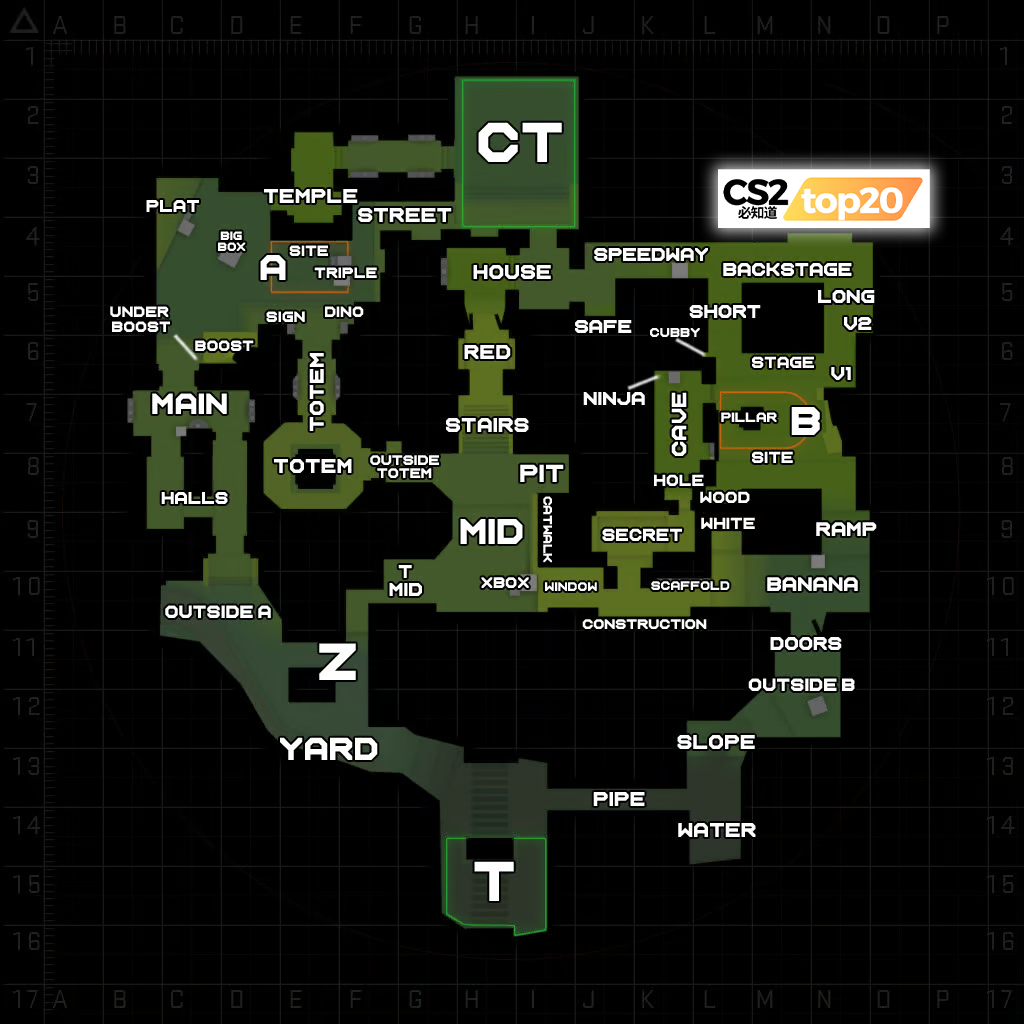 A B C D E F G H I J K L M N O P
1 1
2 2
CT
3 3
TEMPLE
CS2
必知道
top20
PLAT
STREET
4 4
BIG
BOX
SITE
A
TRIPLE
HOUSE
SPEEDWAY
BACKSTAGE
5 5
LONG
UNDER
BOOST
SIGN
DINO
SAFE
SHORT
V2
CUBBY
6 6
BOOST
RED
STAGE
V1
TOTEM
MAIN
NINJA
7 7
CAVE
PILLAR
B
STAIRS
SITE
8 8
TOTEM
OUTSIDE
TOTEM
PIT
HOLE
HALLS
WOOD
9 9
CATWALK
MID
SECRET
WHITE
RAMP
10 10
T
MID
XBOX
WINDOW
SCAFFOLD
BANANA
OUTSIDE A
CONSTRUCTION
11 11
DOORS
Z
OUTSIDE B
12 12
YARD
SLOPE
13 13
PIPE
14 14
WATER
T
15 15
16 16
17 A B C D E F G H I J K L M N O P 17